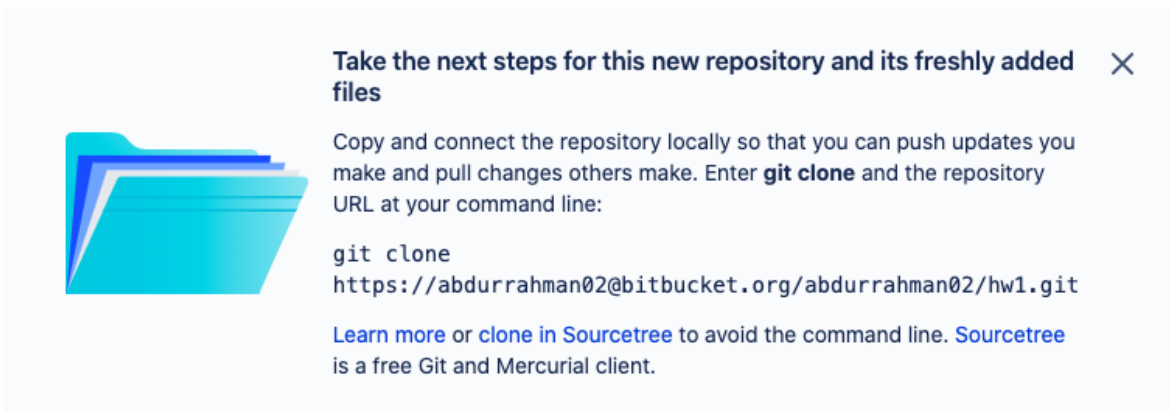 Take the next steps for this new repository and its freshly added
files
Copy and connect the repository locally so that you can push updates you
make and pull changes others make. Enter git clone and the repository
URL at your command line:
git clone
https://abdurrahman02@bitbucket.org/abdurrahman02/hw1.git
Learn more or clone in Sourcetree to avoid the command line. Sourcetree
is a free Git and Mercurial client.